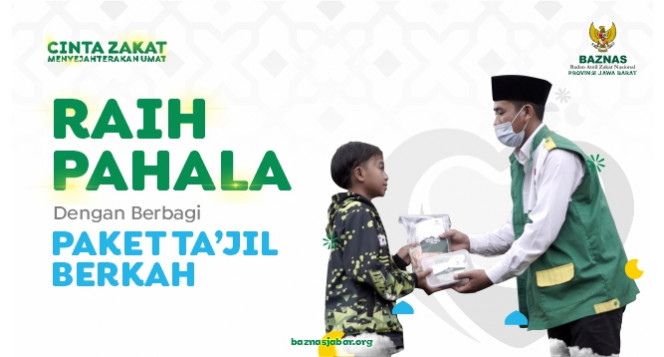 CINTA ZAKAT
MENYEJAHTERAKAN UMAT
BAZNAS
Badan Amil Zakat Nasional
PROVINSI JAWA BARAT
RAIH
PAHALA
Dengan Berbagi
PAKET TA'JIL
BERKAH
baznasjabar.org